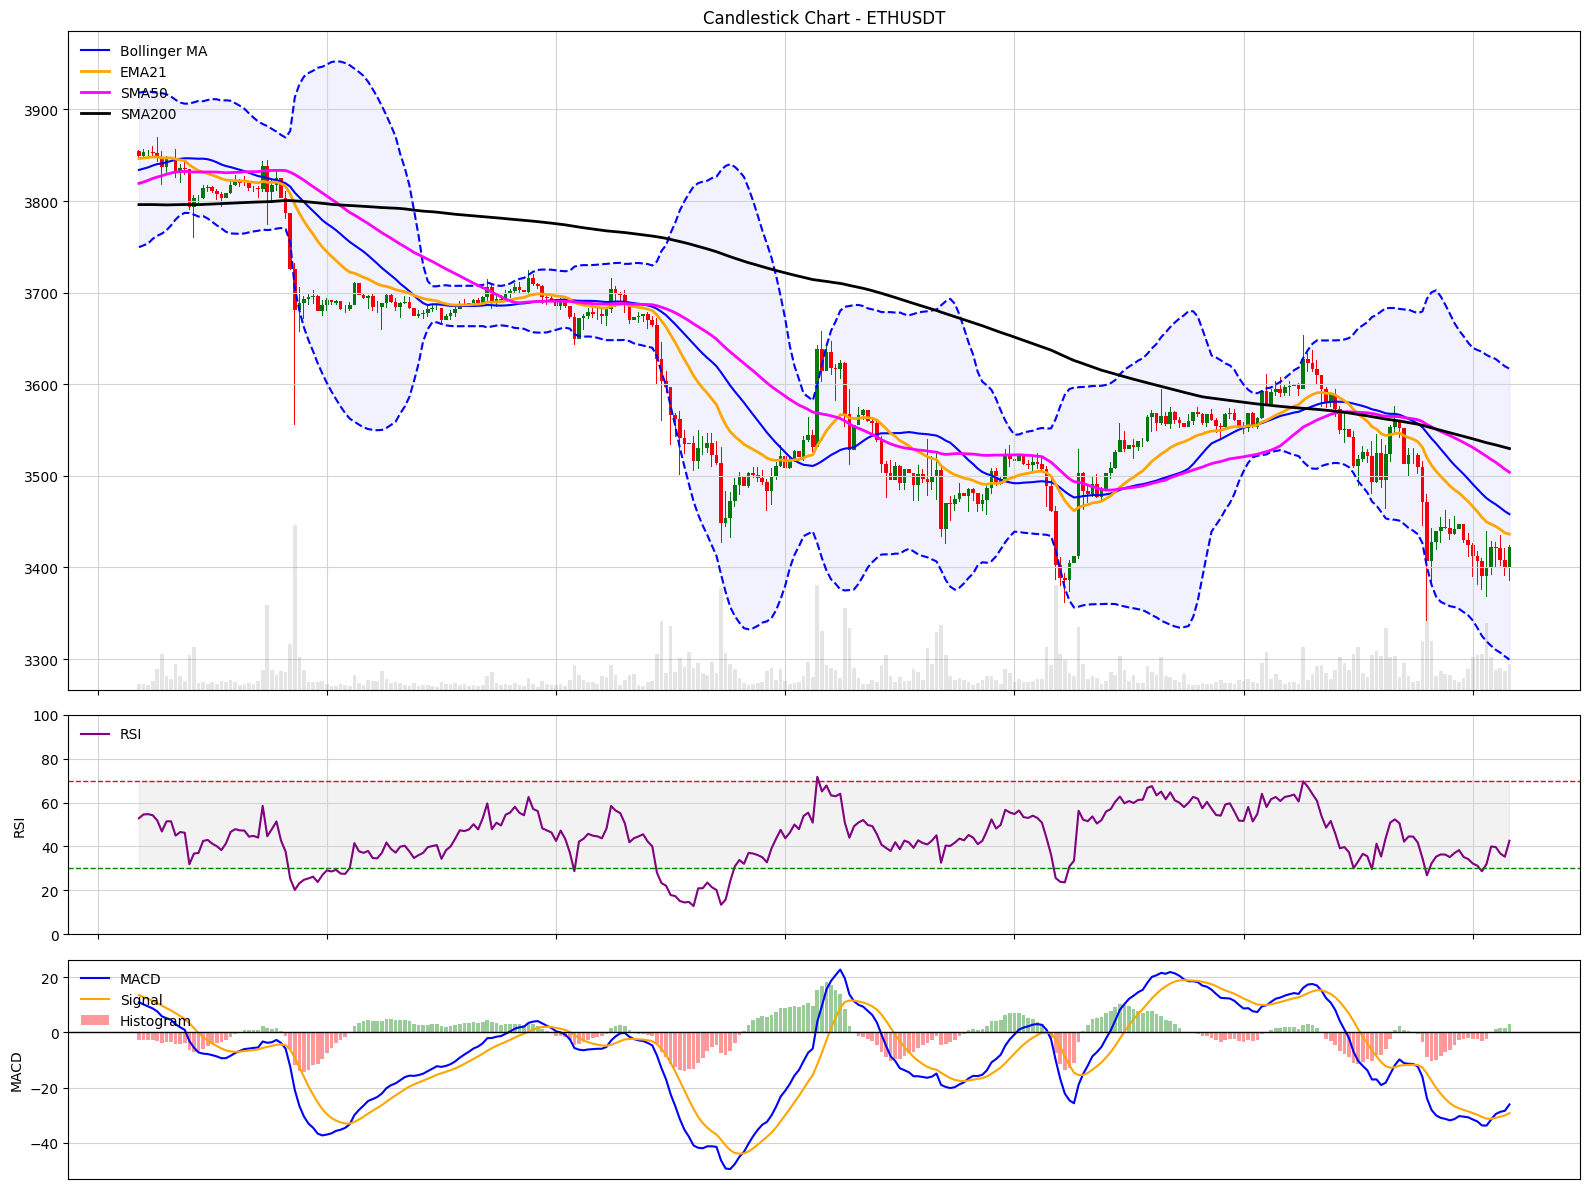 Candlestick Chart - ETHUSDT
Bollinger MA
EMA21
SMA50
SMA200
3900
3800
3700
3600
3500
3400
3300
RSI
100
80
60
40
20
0
RSI
MACD
Signal
Histogram
20
0
−20
−40
MACD